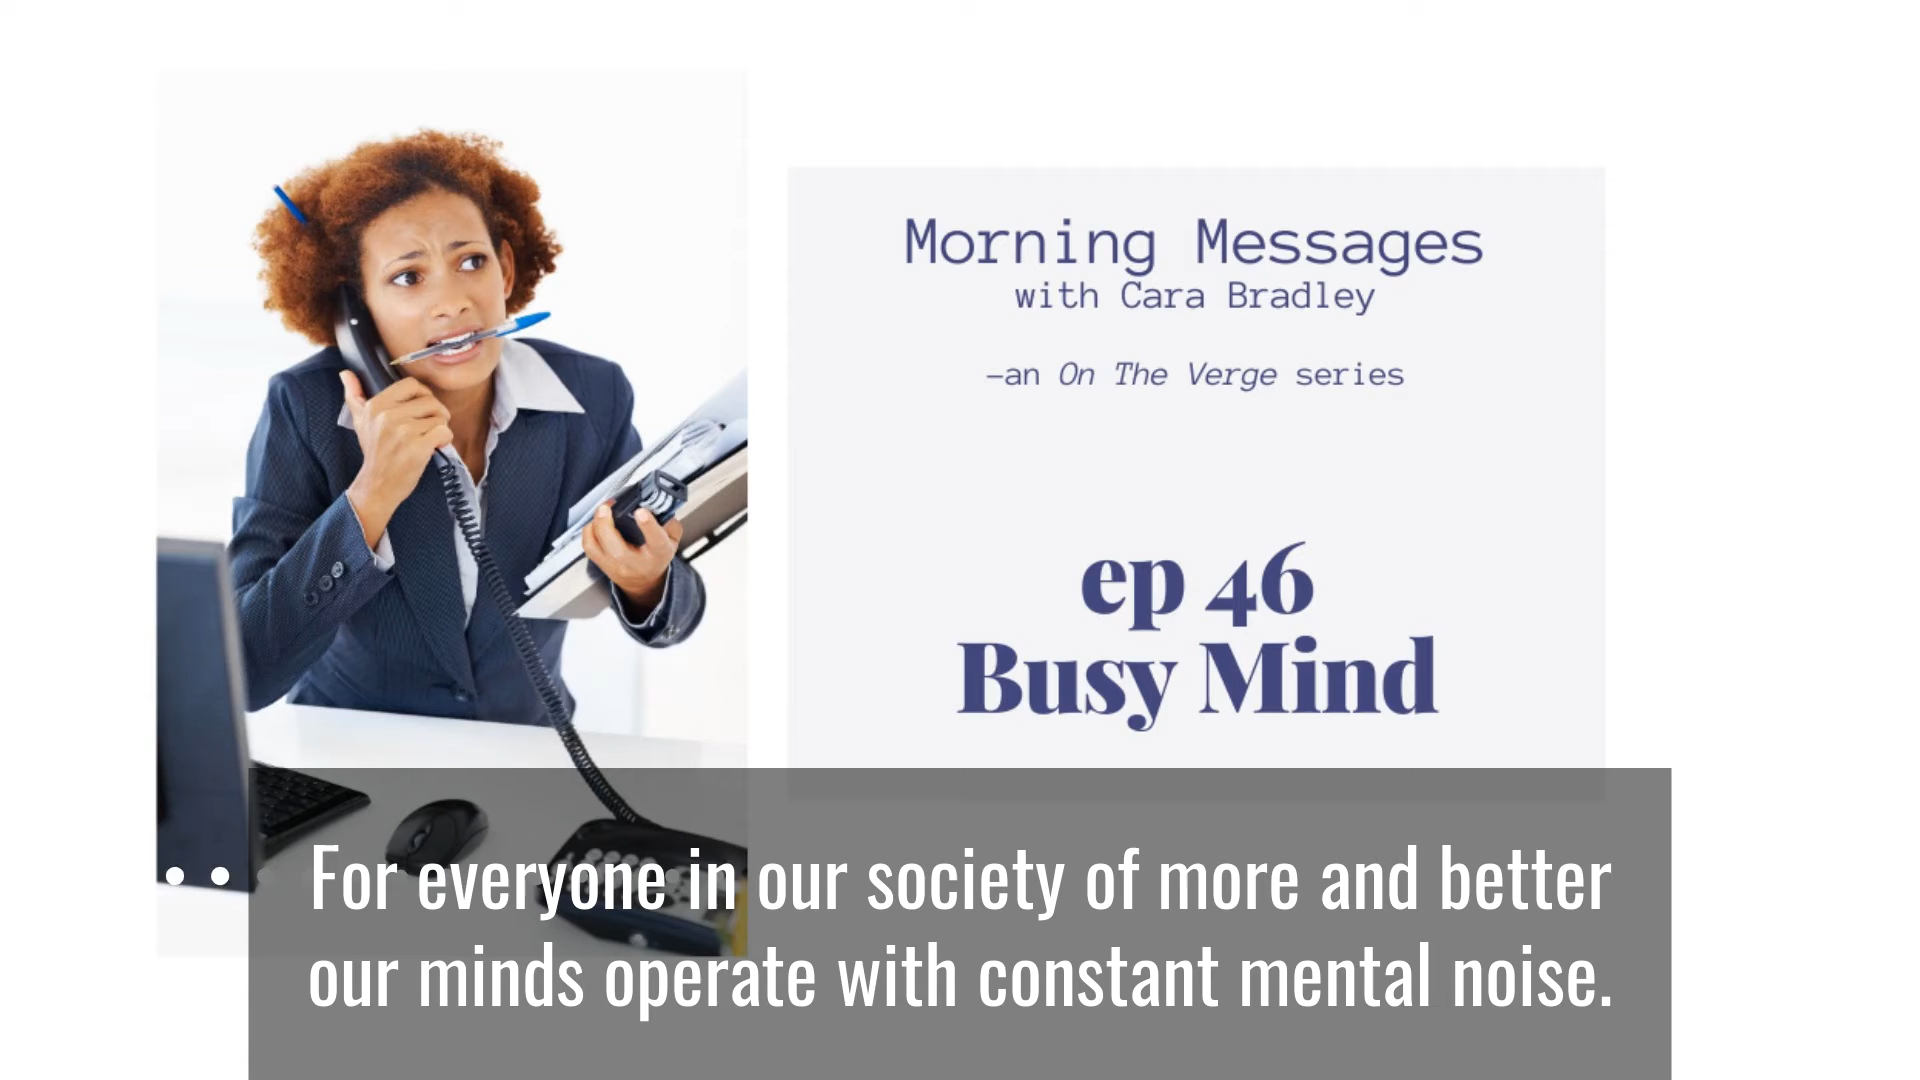 Morning Messages
with Cara Bradley
—an On The Verge series
ep 46
Busy Mind
For everyone in our society of more and better
our minds operate with constant mental noise.